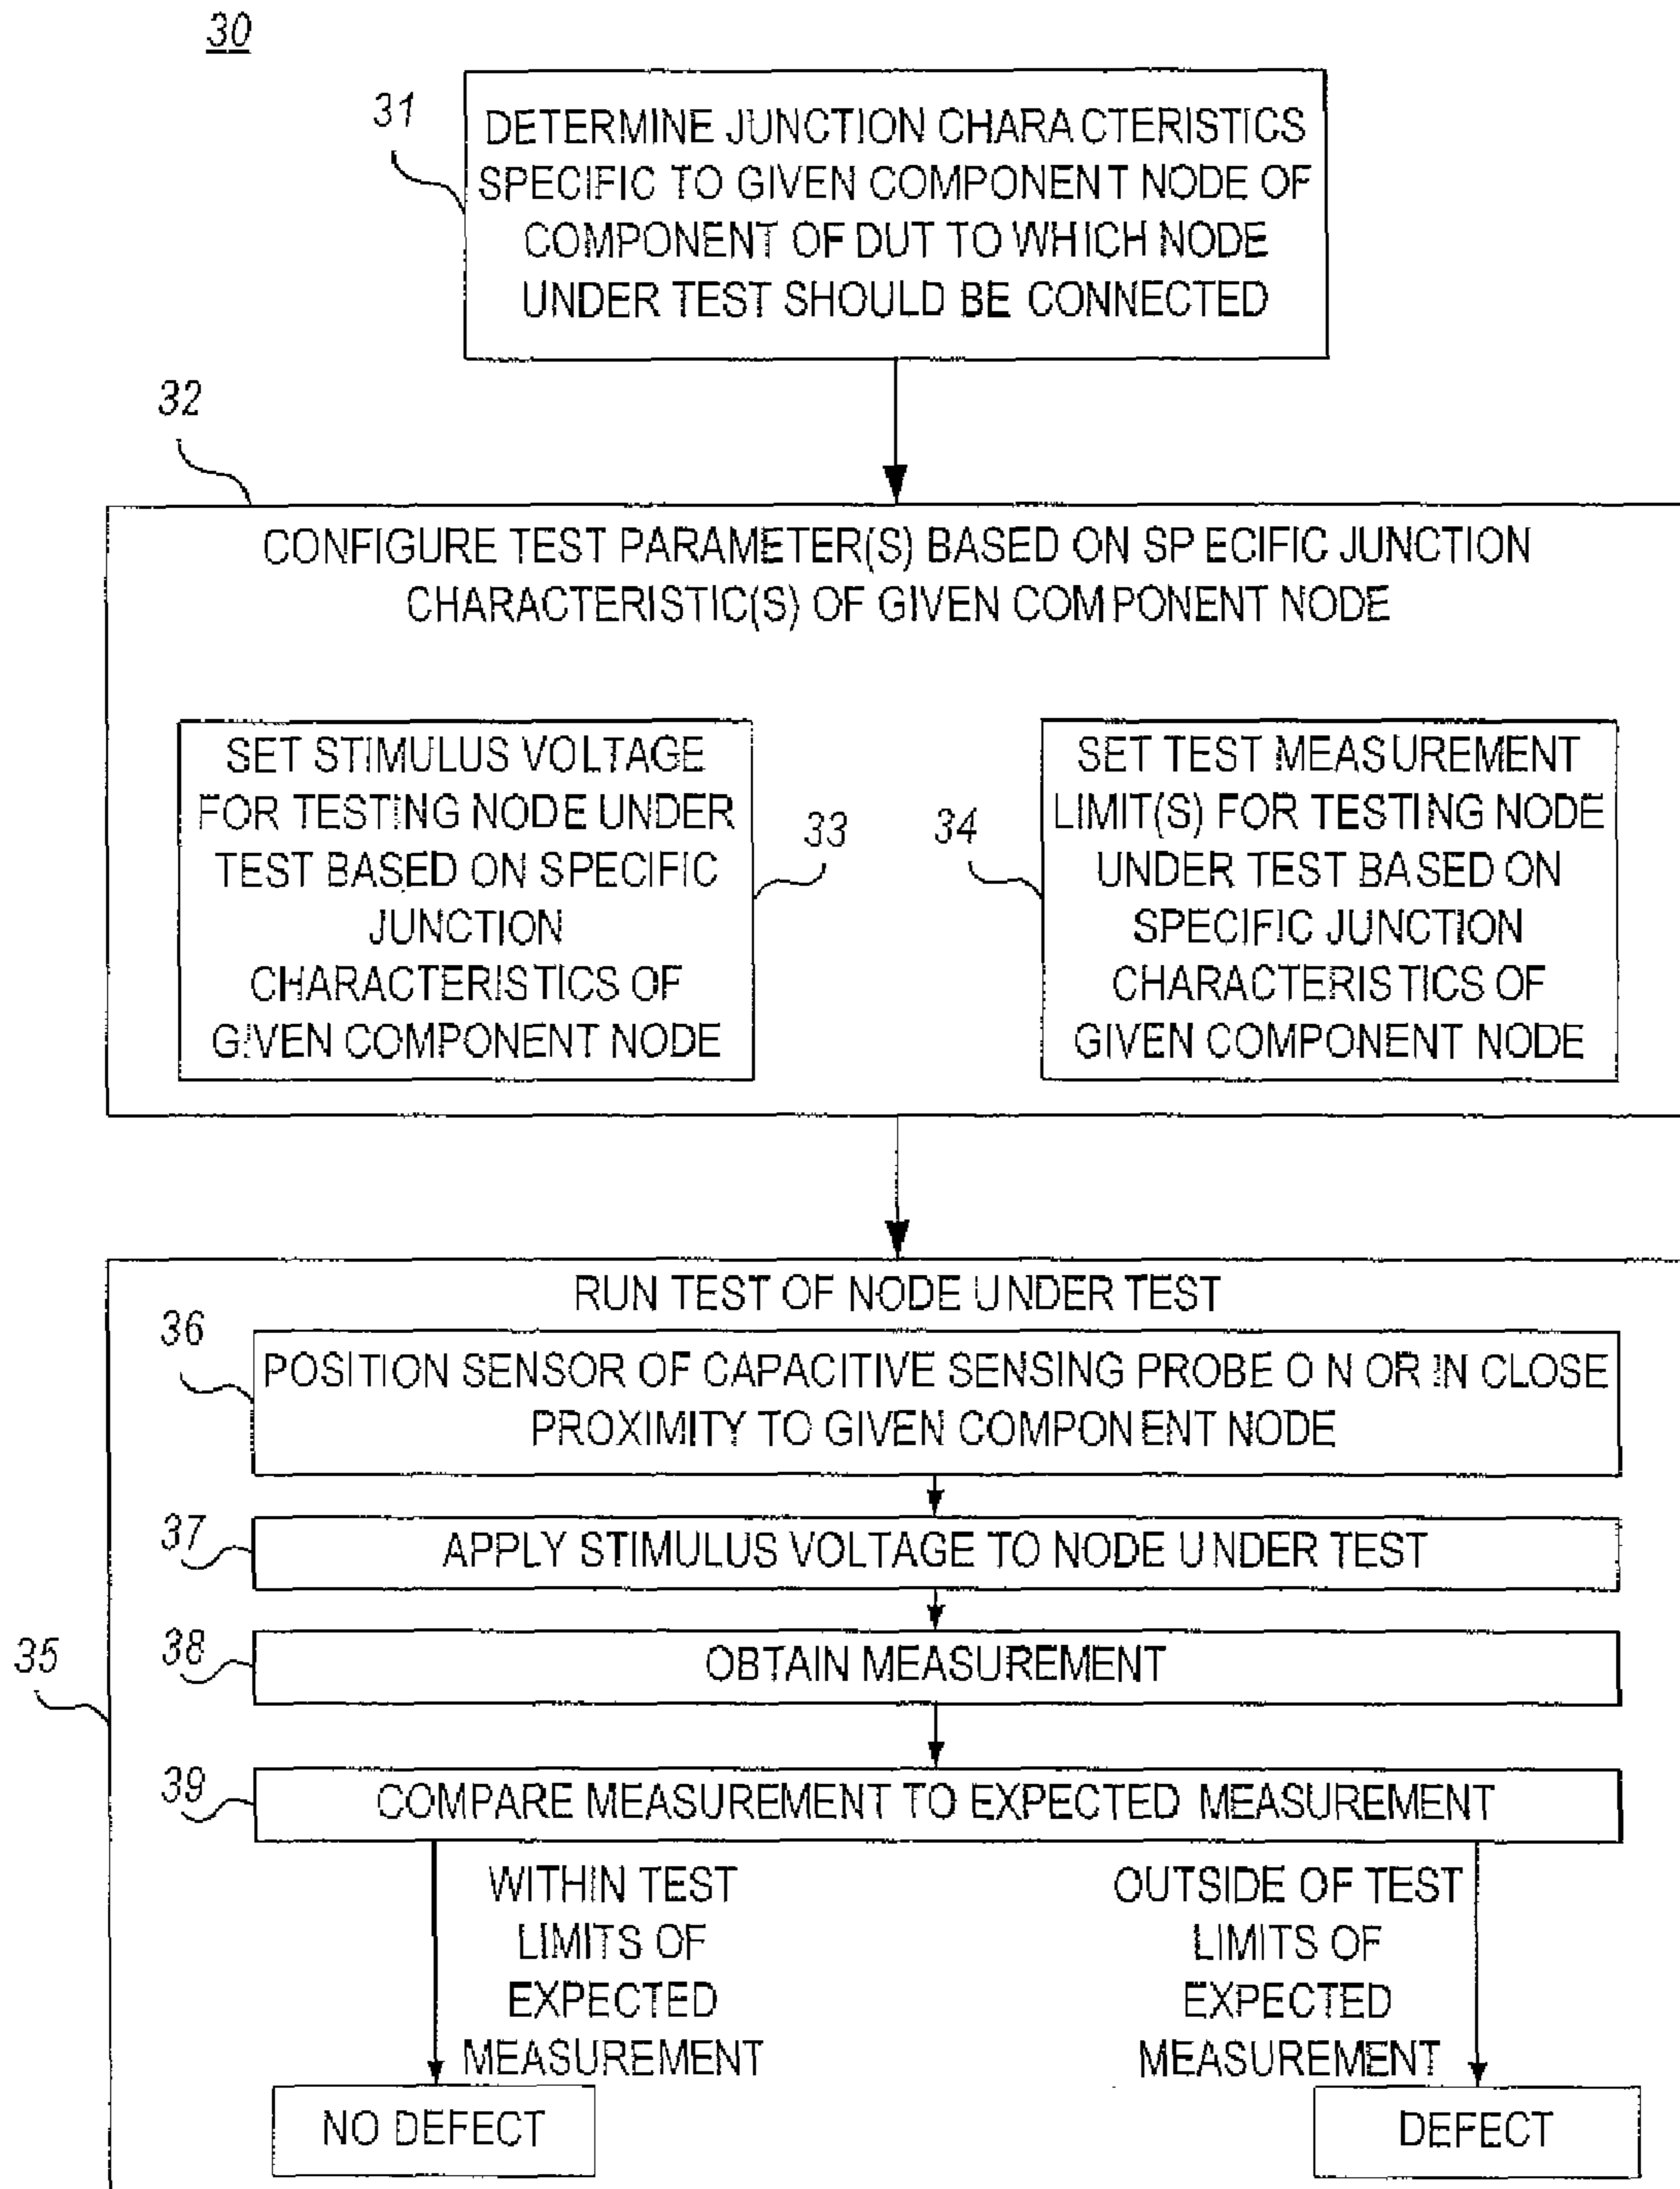 30
31
DETERMINE JUNCTION CHARACTERISTICS
SPECIFIC TO GIVEN COMPONENT NODE OF
COMPONENT OF DUT TO WHICH NODE
UNDER TEST SHOULD BE CONNECTED
32
CONFIGURE TEST PARAMETER(S) BASED ON SPECIFIC JUNCTION
CHARACTERISTIC(S) OF GIVEN COMPONENT NODE
SET STIMULUS VOLTAGE
FOR TESTING NODE UNDER
TEST BASED ON SPECIFIC
JUNCTION
CHARACTERISTICS OF
GIVEN COMPONENT NODE
33
34
SET TEST MEASUREMENT
LIMIT(S) FOR TESTING NODE
UNDER TEST BASED ON
SPECIFIC JUNCTION
CHARACTERISTICS OF
GIVEN COMPONENT NODE
35
RUN TEST OF NODE UNDER TEST
36
POSITION SENSOR OF CAPACITIVE SENSING PROBE ON OR IN CLOSE
PROXIMITY TO GIVEN COMPONENT NODE
37
APPLY STIMULUS VOLTAGE TO NODE UNDER TEST
38
OBTAIN MEASUREMENT
39
COMPARE MEASUREMENT TO EXPECTED MEASUREMENT
WITHIN TEST
LIMITS OF
EXPECTED
MEASUREMENT
OUTSIDE OF TEST
LIMITS OF
EXPECTED
MEASUREMENT
NO DEFECT
DEFECT